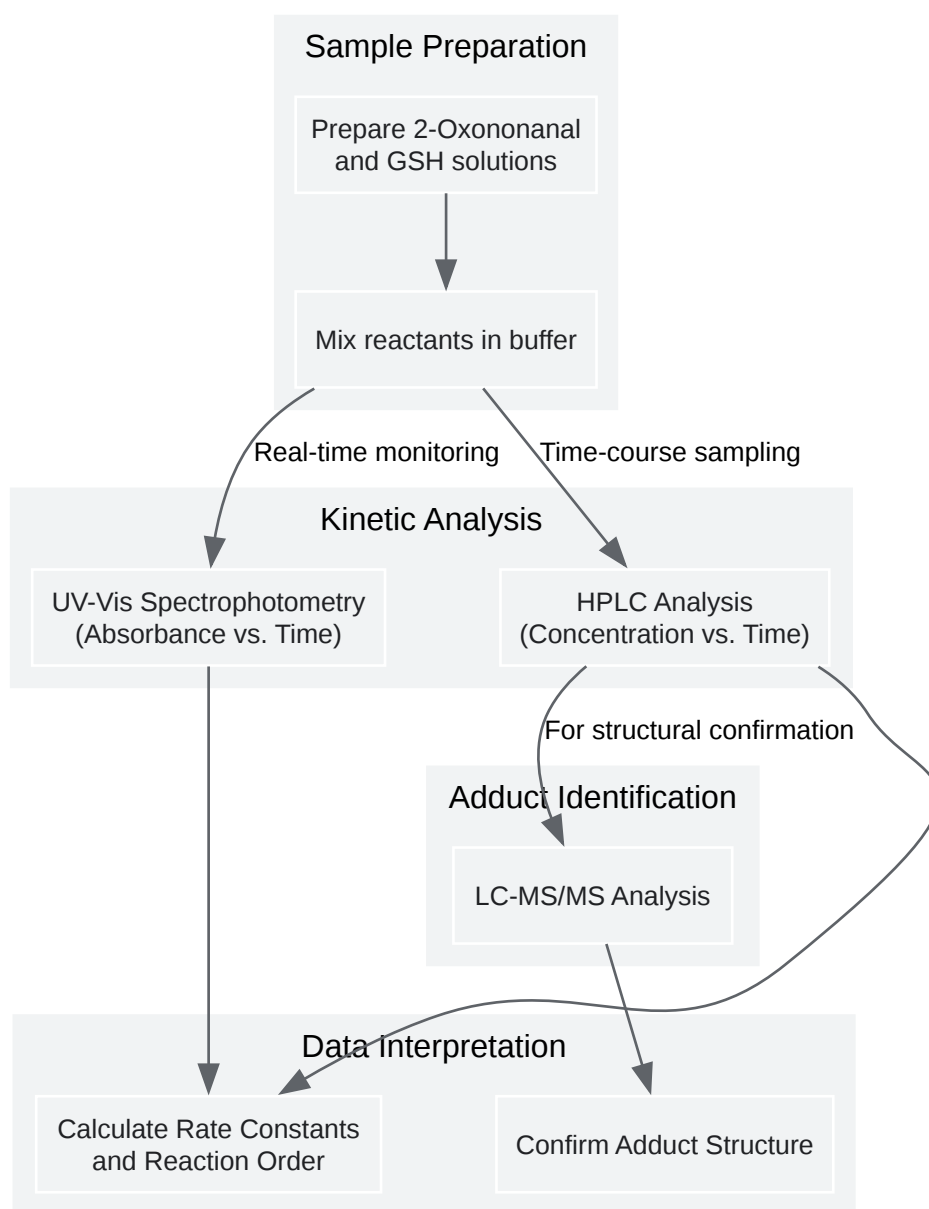 Sample Preparation
Prepare 2-Oxononanal
and GSH solutions
Mix reactants in buffer
Real-time monitoring
Time-course sampling
Kinetic Analysis
UV-Vis Spectrophotometry
(Absorbance vs. Time)
HPLC Analysis
(Concentration vs. Time)
For structural confirmation
Adduct Identification
LC-MS/MS Analysis
Data Interpretation
Calculate Rate Constants
and Reaction Order
Confirm Adduct Structure